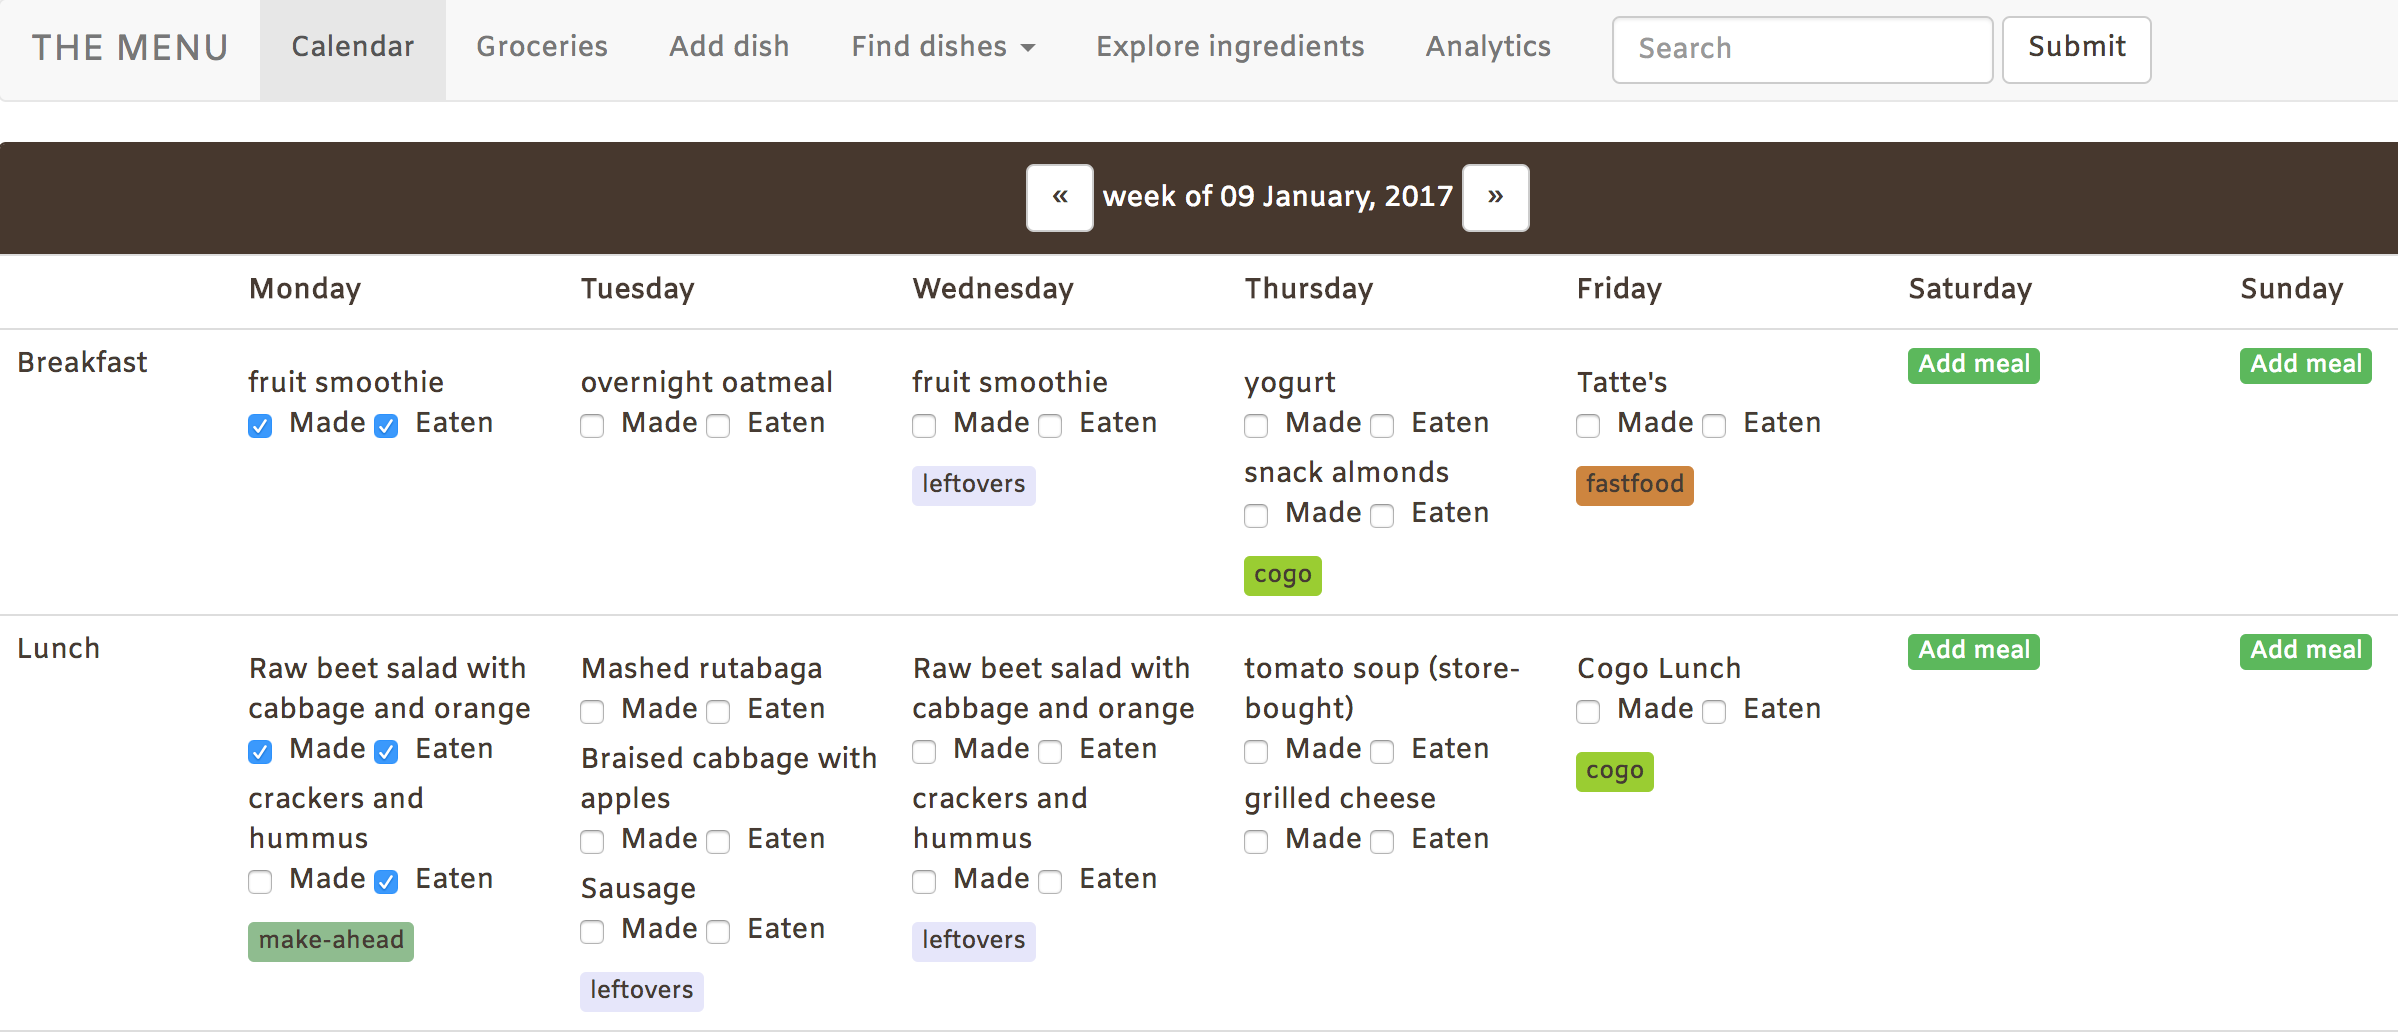 THE MENU Calendar Groceries Add dish Find dishes Explore ingredients Analytics Search Submit
« week of 09 January, 2017 »
Monday Tuesday Wednesday Thursday Friday Saturday Sunday
Breakfast
fruit smoothie
Made Eaten
overnight oatmeal
Made Eaten
fruit smoothie
Made Eaten
leftovers
yogurt
Made Eaten
snack almonds
Made Eaten
cogo
Tatte's
Made Eaten
fastfood
Add meal
Add meal
Lunch
Raw beet salad with
cabbage and orange
Made Eaten
crackers and
hummus
Made Eaten
make-ahead
Mashed rutabaga
Made Eaten
Braised cabbage with
apples
Made Eaten
Sausage
Made Eaten
leftovers
Raw beet salad with
cabbage and orange
Made Eaten
crackers and
hummus
Made Eaten
leftovers
tomato soup (store-
bought)
Made Eaten
grilled cheese
Made Eaten
Cogo Lunch
Made Eaten
cogo
Add meal
Add meal